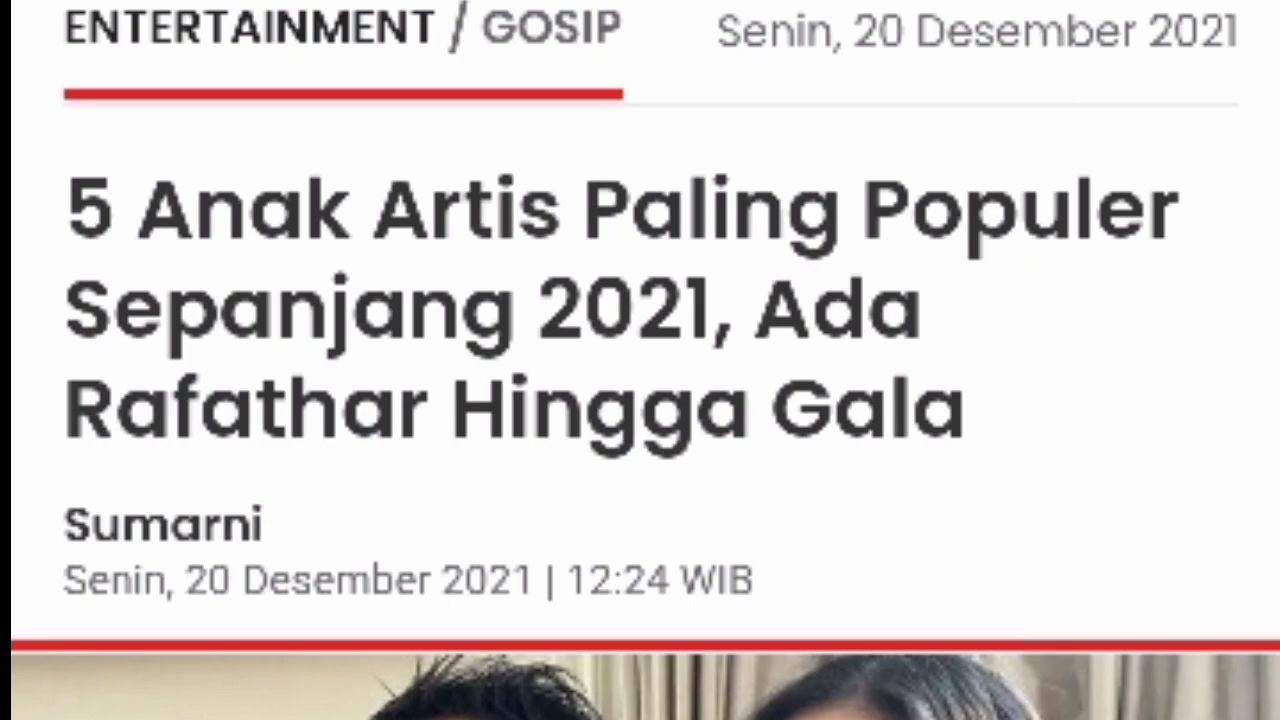 ENTERTAINMENT / GOSIP Senin, 20 Desember 2021
5 Anak Artis Paling Populer
Sepanjang 2021, Ada
Rafathar Hingga Gala
Sumarni
Senin, 20 Desember 2021 | 12:24 WIB